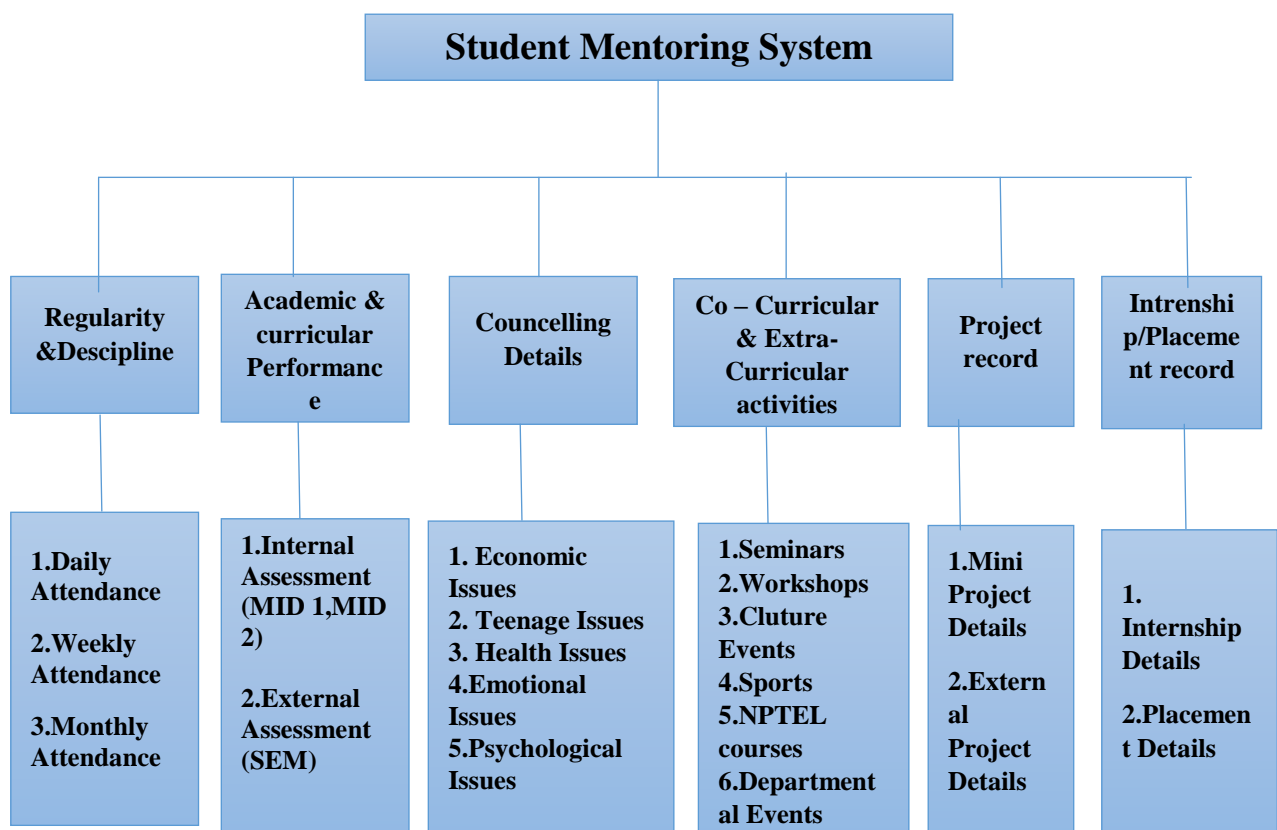 Student Mentoring System
Regularity
&Descipline
Academic &
curricular
Performanc
e
Councelling
Details
Co – Curricular
& Extra-
Curricular
activities
Project
record
Intrenshi
p/Placeme
nt record
1.Daily
Attendance
2.Weekly
Attendance
3.Monthly
Attendance
1.Internal
Assessment
(MID 1,MID
2)
2.External
Assessment
(SEM)
1. Economic
Issues
2. Teenage Issues
3. Health Issues
4.Emotional
Issues
5.Psychological
Issues
1.Seminars
2.Workshops
3.Cluture
Events
4.Sports
5.NPTEL
courses
6.Department
al Events
1.Mini
Project
Details
2.Extern
al
Project
Details
1.
Internship
Details
2.Placemen
t Details